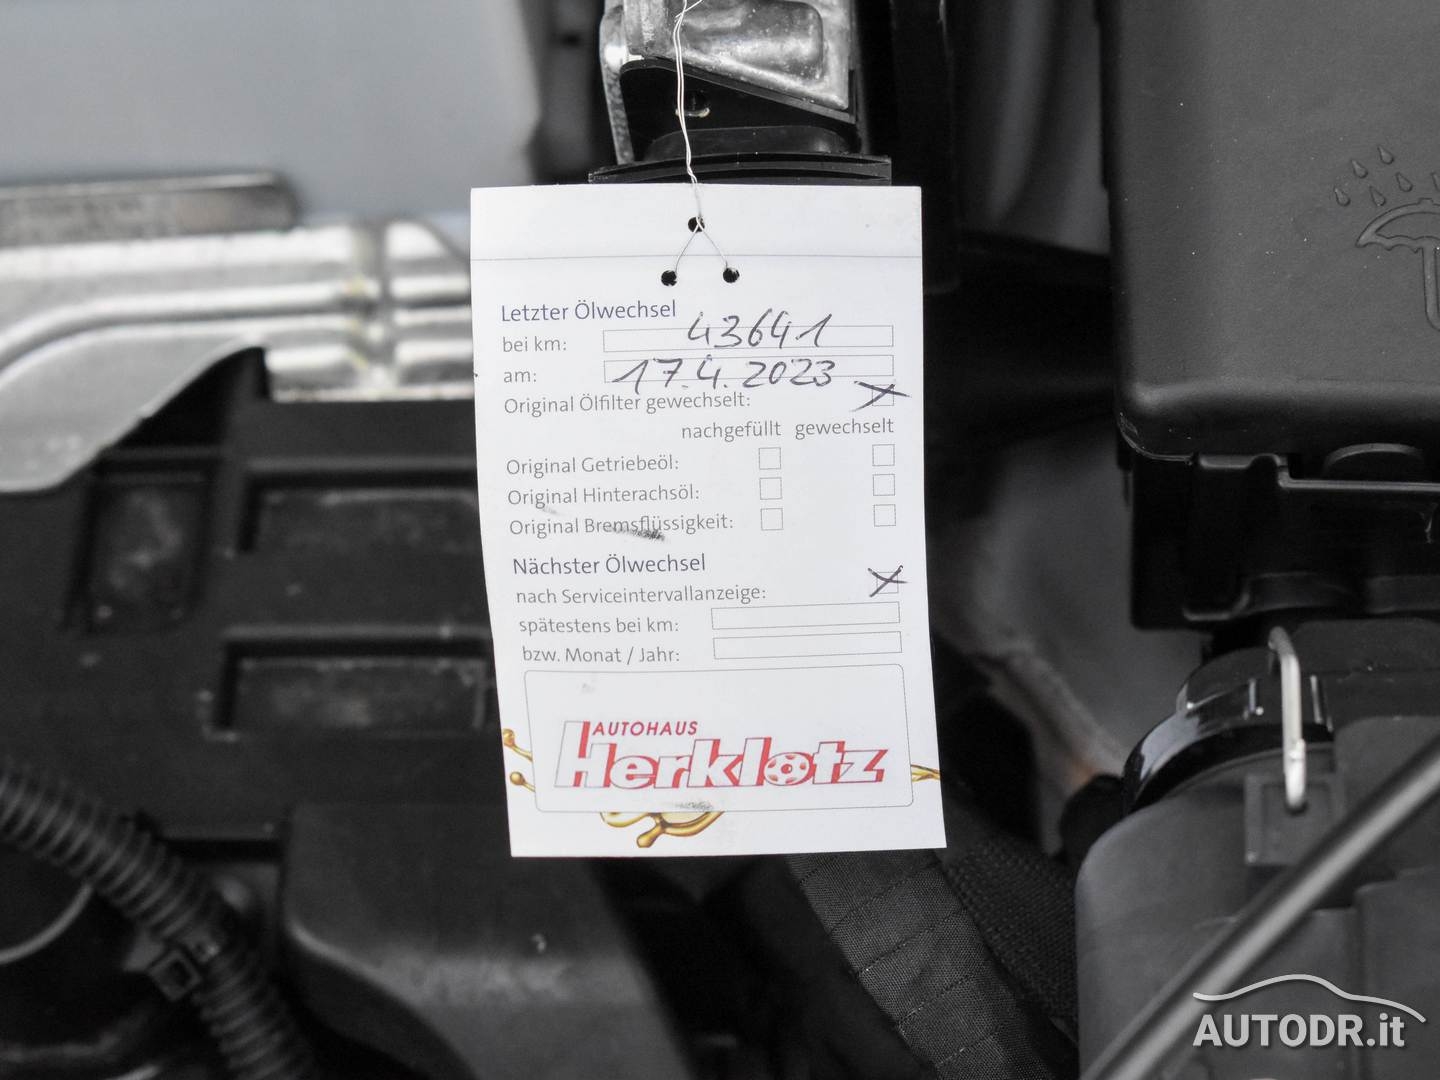 Letzter Ölwechsel
bei km: 43641
am: 17.4.2023
Original Ölfilter gewechselt:
nachgefüllt gewechselt
Original Getriebeöl:
Original Hinterachsöl:
Original Bremsflüssigkeit:
Nächster Ölwechsel
nach Serviceintervallanzeige:
spätestens bei km:
bzw. Monat / Jahr:
AUTOHAUS
Herklotz
AUTODR.it